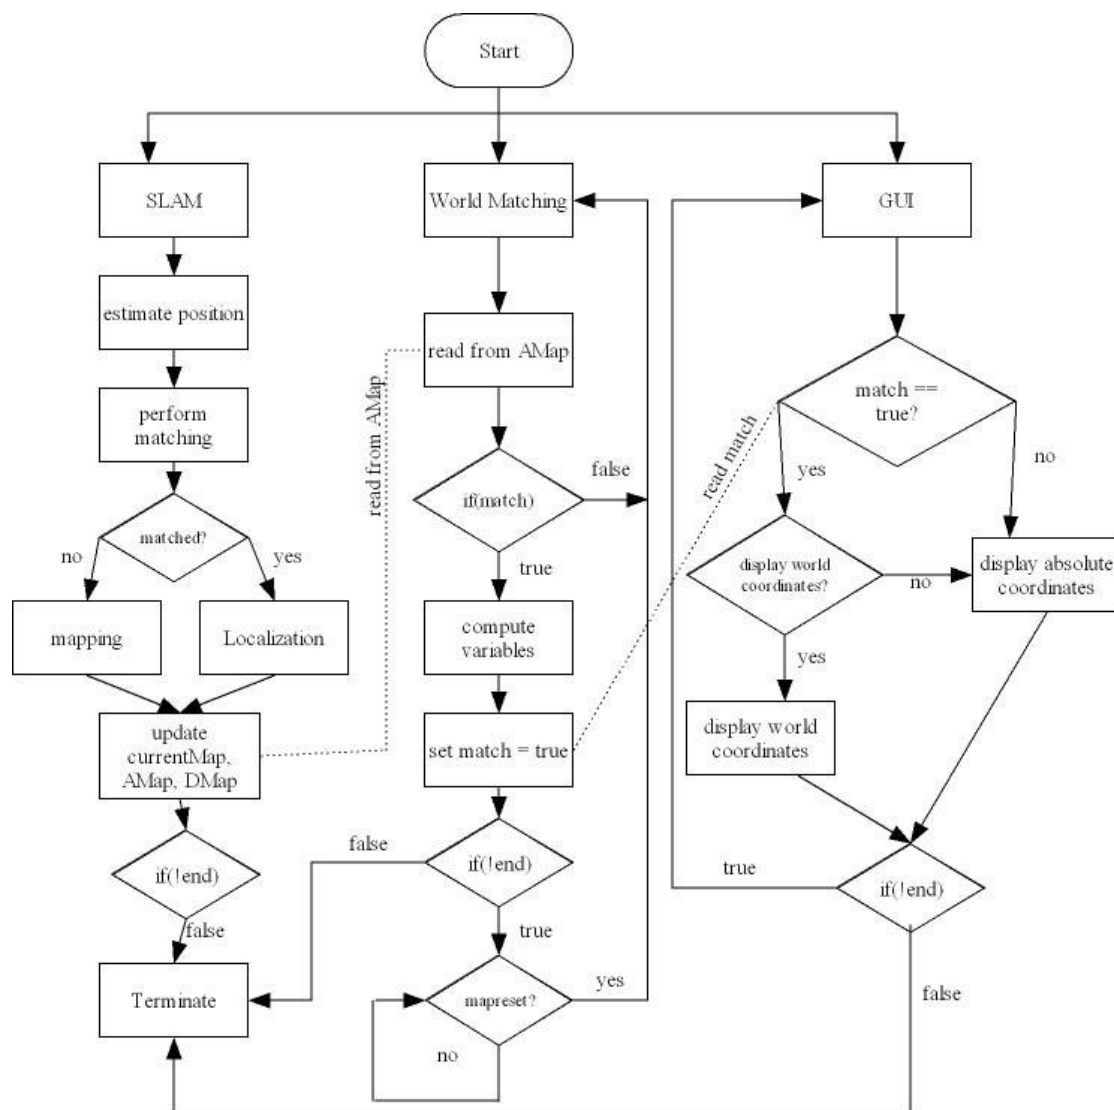 Start
SLAM
World Matching
GUI
estimate position
read from AMap
read from AMap
match ==
true?
perform
matching
read match
yes
no
false
if(match)
matched?
no
yes
true
display world
coordinates?
no
display absolute
coordinates
mapping
Localization
compute
variables
yes
update
currentMap,
AMap, DMap
set match = true
display world
coordinates
false
if(!end)
if(!end)
true
if(!end)
false
true
Terminate
mapreset?
yes
false
no